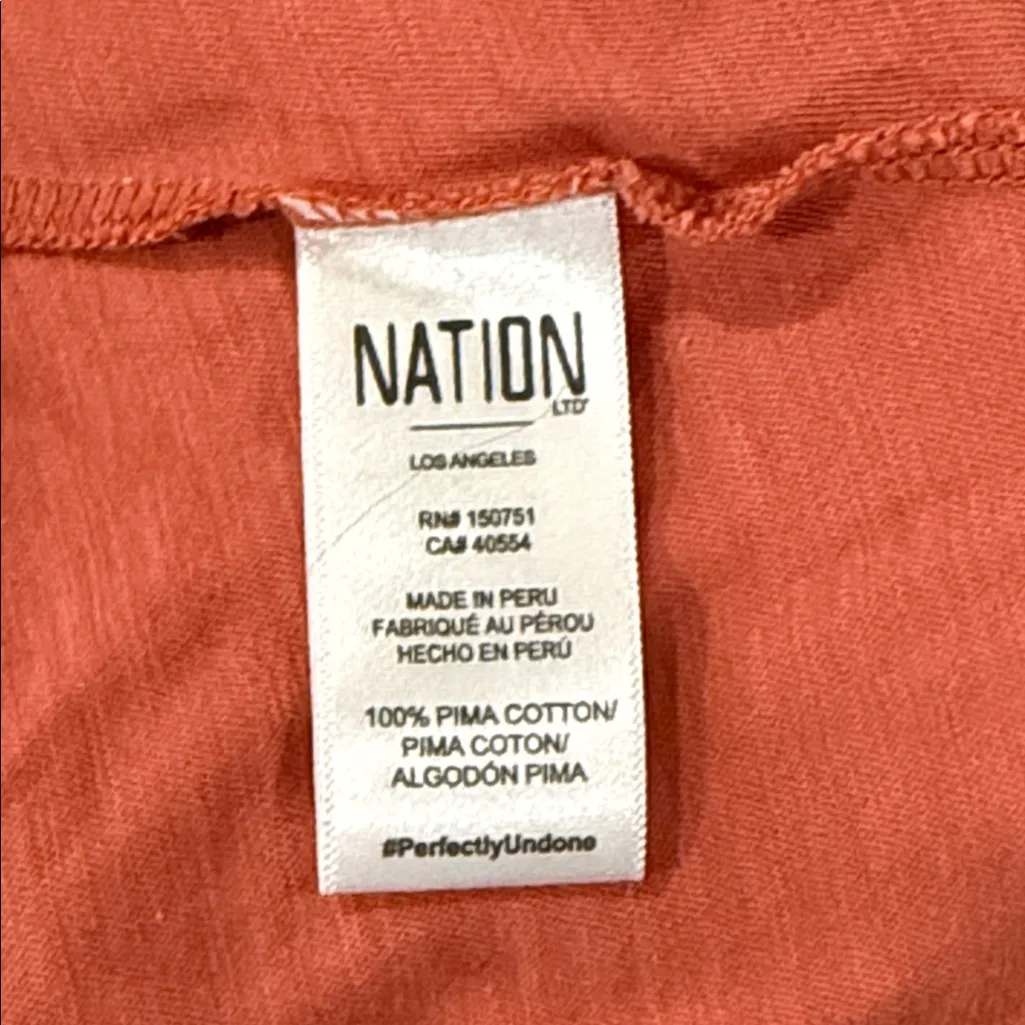 NATION
LTD
LOS ANGELES
RN# 150751
CA# 40554
MADE IN PERU
FABRIQUÉ AU PÉROU
HECHO EN PERÚ
100% PIMA COTTON/
PIMA COTON/
ALGODÓN PIMA
#PerfectlyUndone